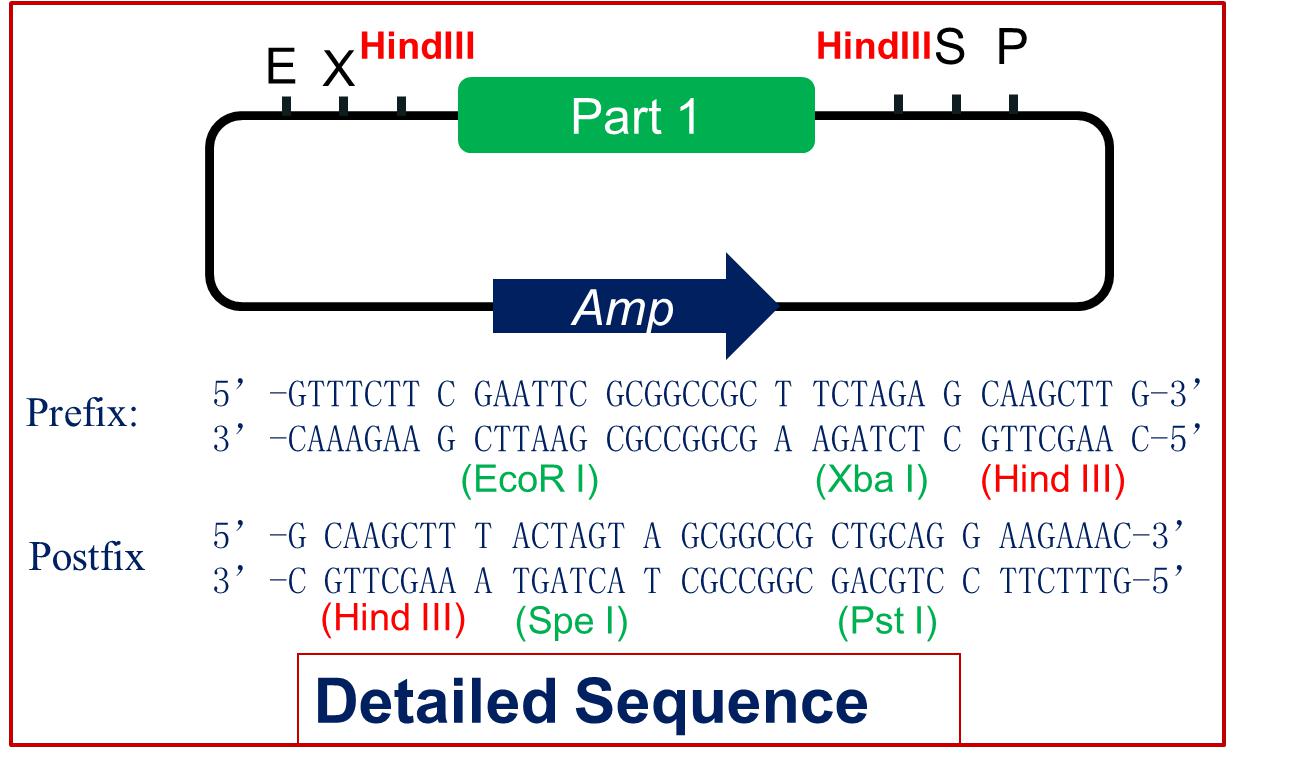 E X HindIII HindIII S P
Part 1
Amp
Prefix:
5’ -GTTTCTT C GAATTC GCGGCCGC T TCTAGA G CAAGCTT G-3’
3’ -CAAAGAA G CTTAAG CGCCGGCG A AGATCT C GTTCGAA C-5’
(EcoR I) (Xba I) (Hind III)
Postfix
5’ -G CAAGCTT T ACTAGT A GCGGCCG CTGCAG G AAGAAAC-3’
3’ -C GTTCGAA A TGATCA T CGCCGGC GACGTC C TTCTTTG-5’
(Hind III) (Spe I) (Pst I)
Detailed Sequence